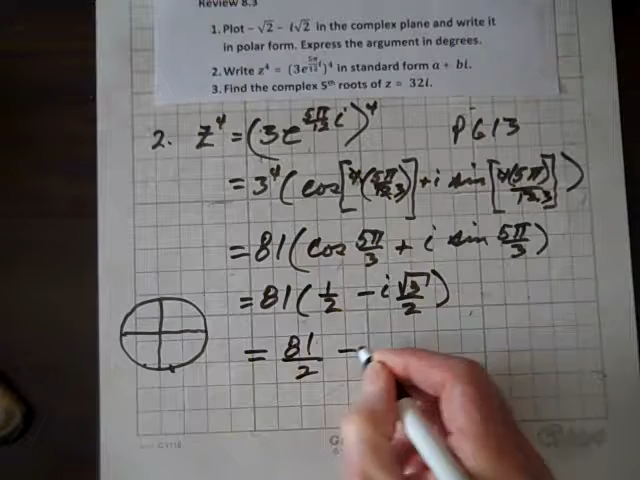 Review 8.3
1. Plot −√2 − i√2 in the complex plane and write it
in polar form. Express the argument in degrees.
2. Write z⁴ = (3e^(5π/12 i))⁴ in standard form a + bi.
3. Find the complex 5th roots of z = 32i.
2. z⁴ = (3e^(5π/12 i))⁴ PG13
= 3⁴(cos[4(5π/12)3] + i sin[4(5π/12)3])
= 81(cos 5π/3 + i sin 5π/3)
= 81(1/2 − i √3/2)
= 81/2 −